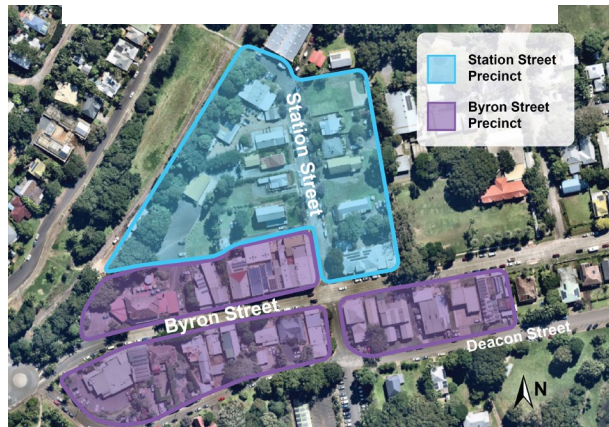 Station Street
Precinct
Byron Street
Precinct
Station Street
Byron Street
Deacon Street
N